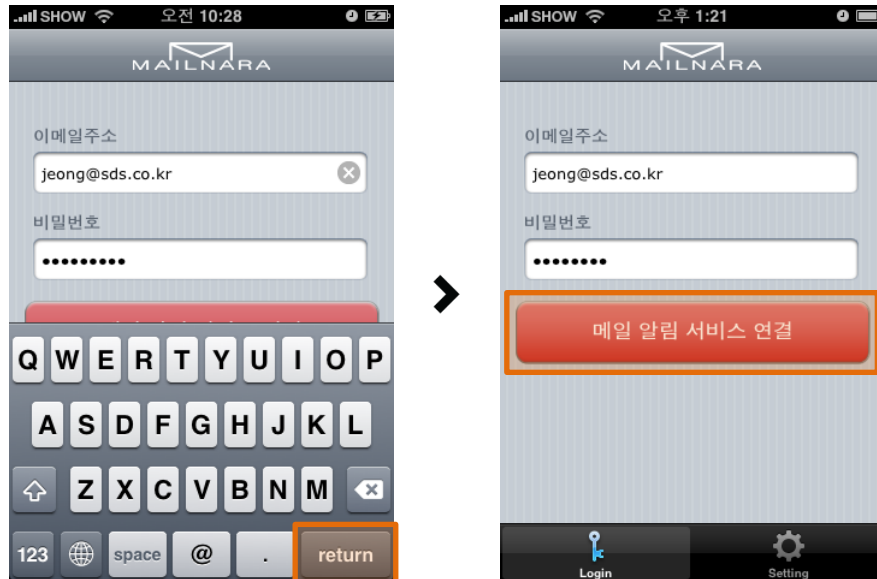 SHOW 오전 10:28
MAILNARA
이메일주소
jeong@sds.co.kr
비밀번호
•••••••••
Q W E R T Y U I O P
A S D F G H J K L
Z X C V B N M
123 space @ . return
SHOW 오후 1:21
MAILNARA
이메일주소
jeong@sds.co.kr
비밀번호
••••••••
메일 알림 서비스 연결
Login Setting